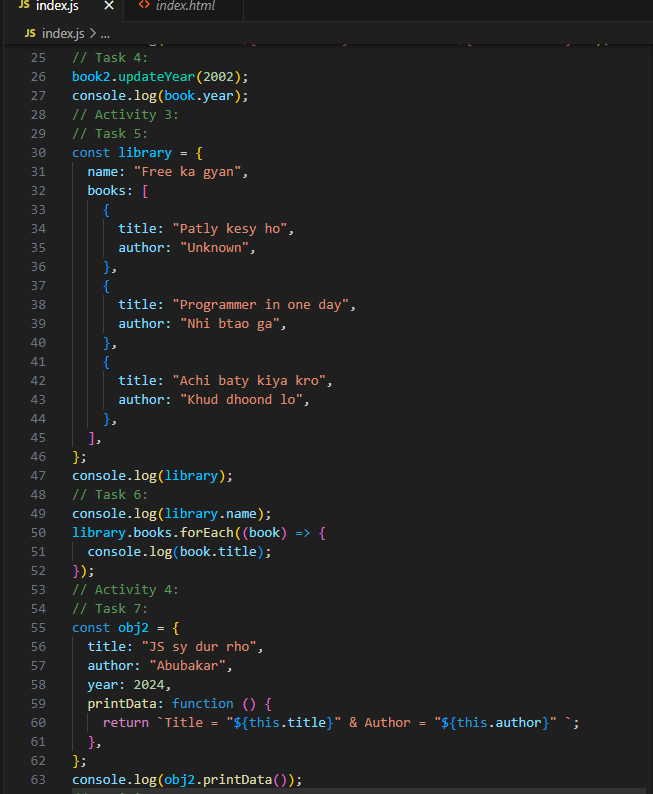 JS index.js × <> index.html
JS index.js > ...
25 // Task 4:
26 book2.updateYear(2002);
27 console.log(book.year);
28 // Activity 3:
29 // Task 5:
30 const library = {
31   name: "Free ka gyan",
32   books: [
33     {
34       title: "Patly kesy ho",
35       author: "Unknown",
36     },
37     {
38       title: "Programmer in one day",
39       author: "Nhi btao ga",
40     },
41     {
42       title: "Achi baty kiya kro",
43       author: "Khud dhoond lo",
44     },
45   ],
46 };
47 console.log(library);
48 // Task 6:
49 console.log(library.name);
50 library.books.forEach((book) => {
51   console.log(book.title);
52 });
53 // Activity 4:
54 // Task 7:
55 const obj2 = {
56   title: "JS sy dur rho",
57   author: "Abubakar",
58   year: 2024,
59   printData: function () {
60     return `Title = "${this.title}" & Author = "${this.author}" `;
61   },
62 };
63 console.log(obj2.printData());